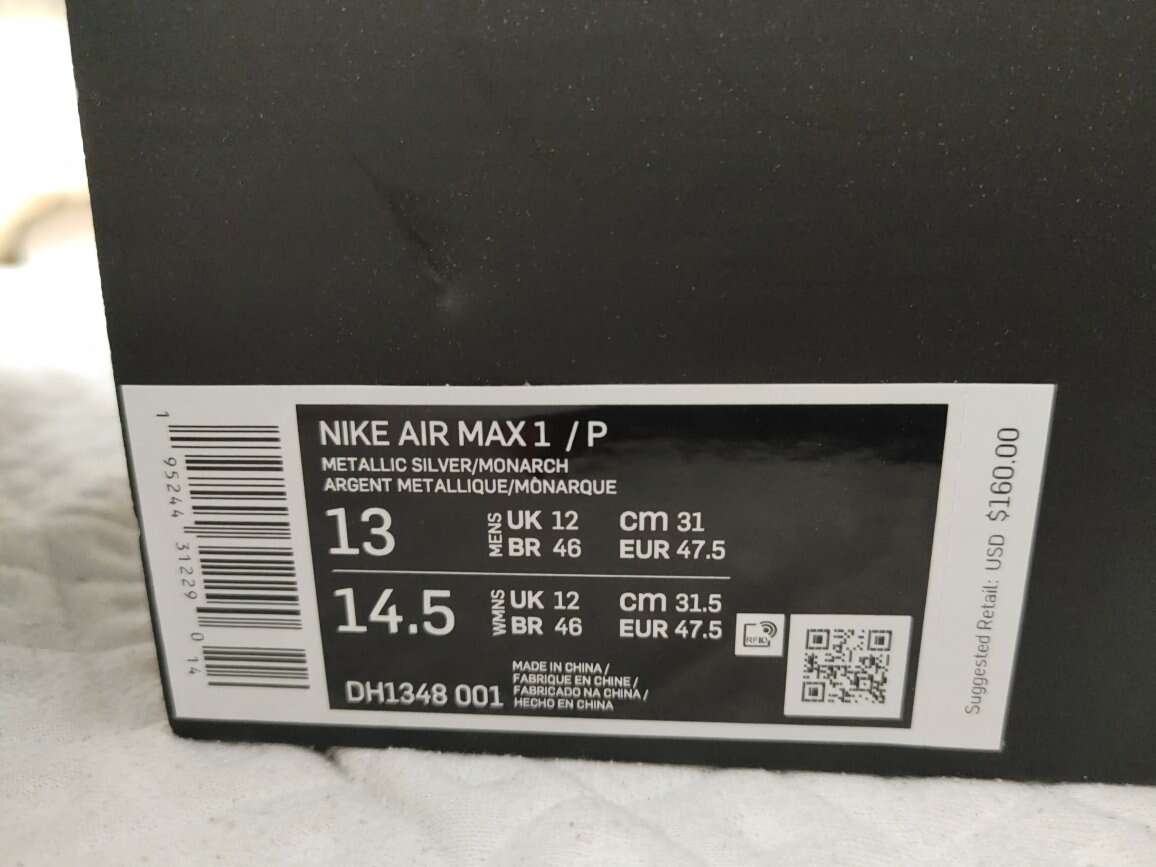 NIKE AIR MAX 1 / P
METALLIC SILVER/MONARCH
ARGENT METALLIQUE/MONARQUE
13 MENS UK 12 cm 31
BR 46 EUR 47.5
14.5 WMNS UK 12 cm 31.5
BR 46 EUR 47.5
RFID
DH1348 001
MADE IN CHINA /
FABRIQUE EN CHINE /
FABRICADO NA CHINA /
HECHO EN CHINA
1 95244 31229 0 14
Suggested Retail: USD $160.00